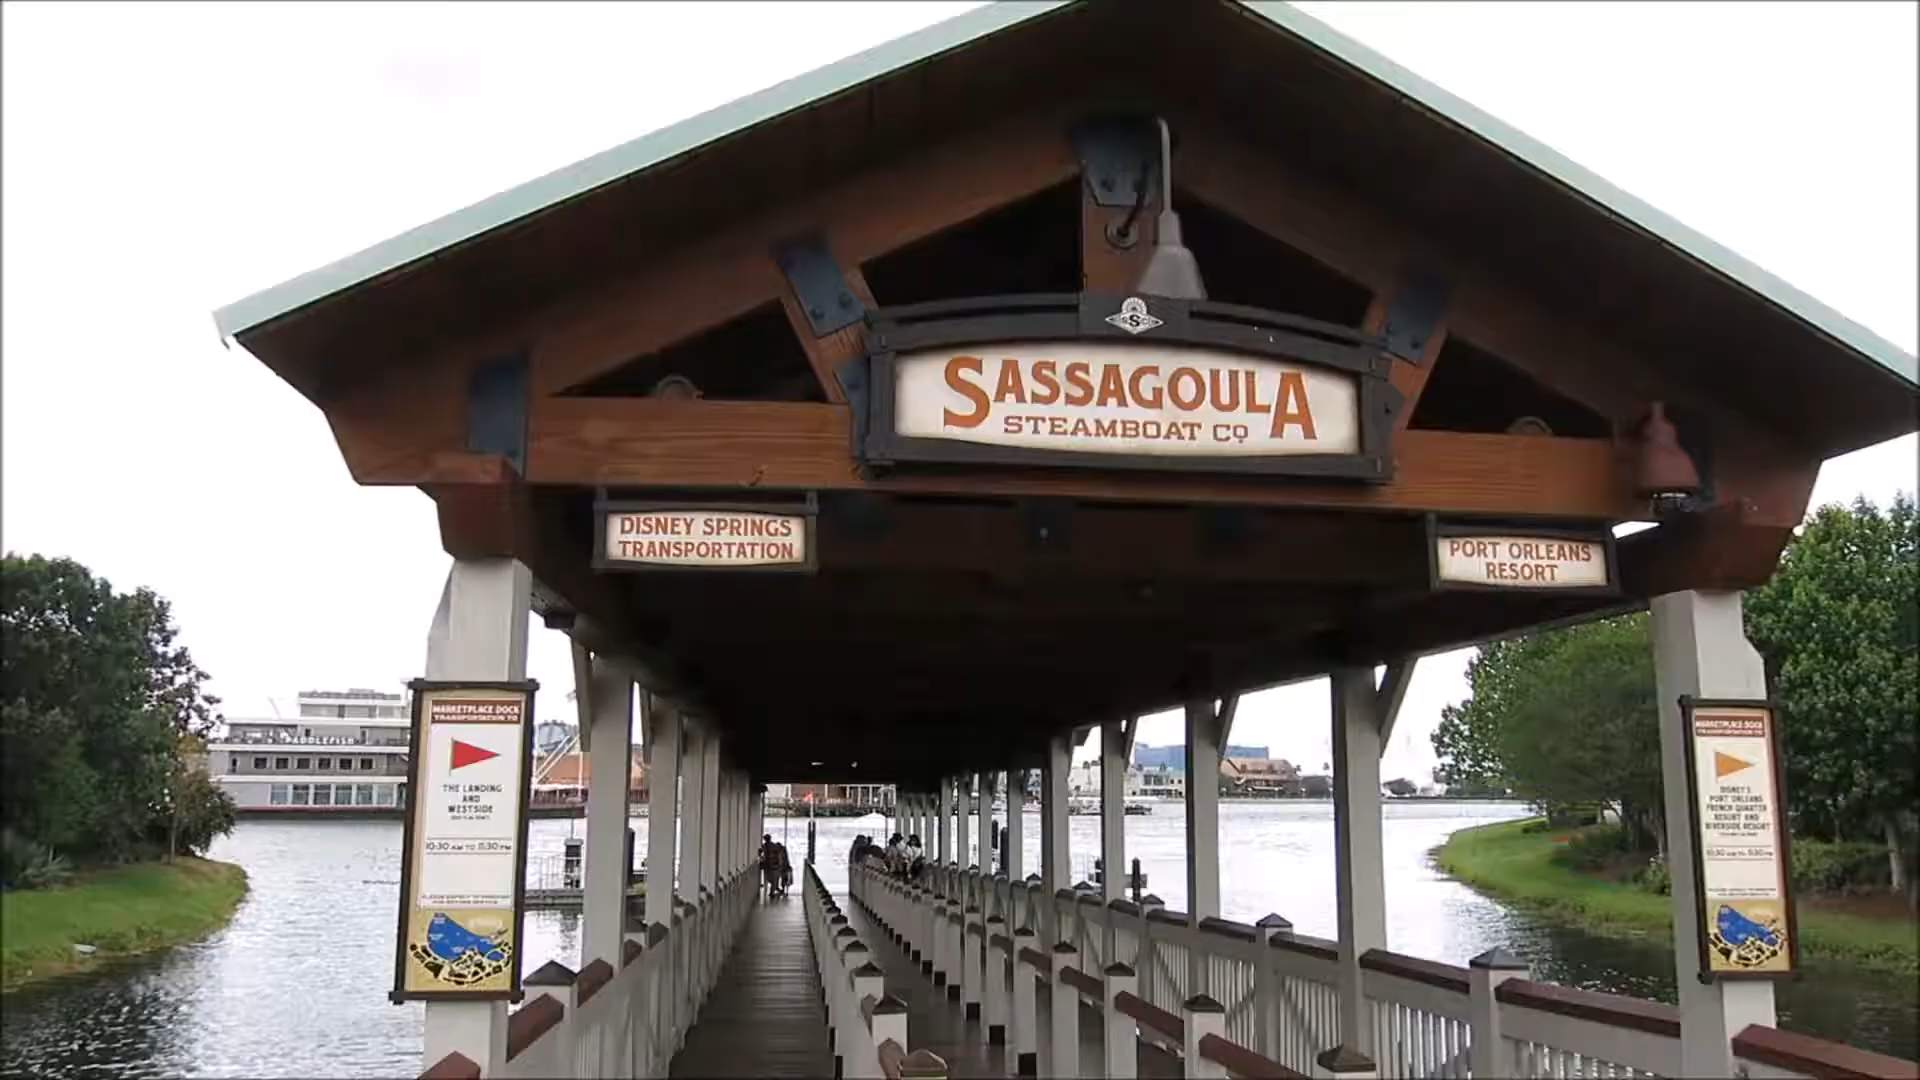 SASSAGOULA
STEAMBOAT CO
DISNEY SPRINGS
TRANSPORTATION
PORT ORLEANS
RESORT
PADDLEFISH
MARKETPLACE DOCK
TRANSPORTATION TO
THE LANDING
AND
WESTSIDE
10:30 AM TO 11:30 PM
MARKETPLACE DOCK
TRANSPORTATION TO
DISNEY'S
PORT ORLEANS
FRENCH QUARTER
RESORT AND
RIVERSIDE RESORT